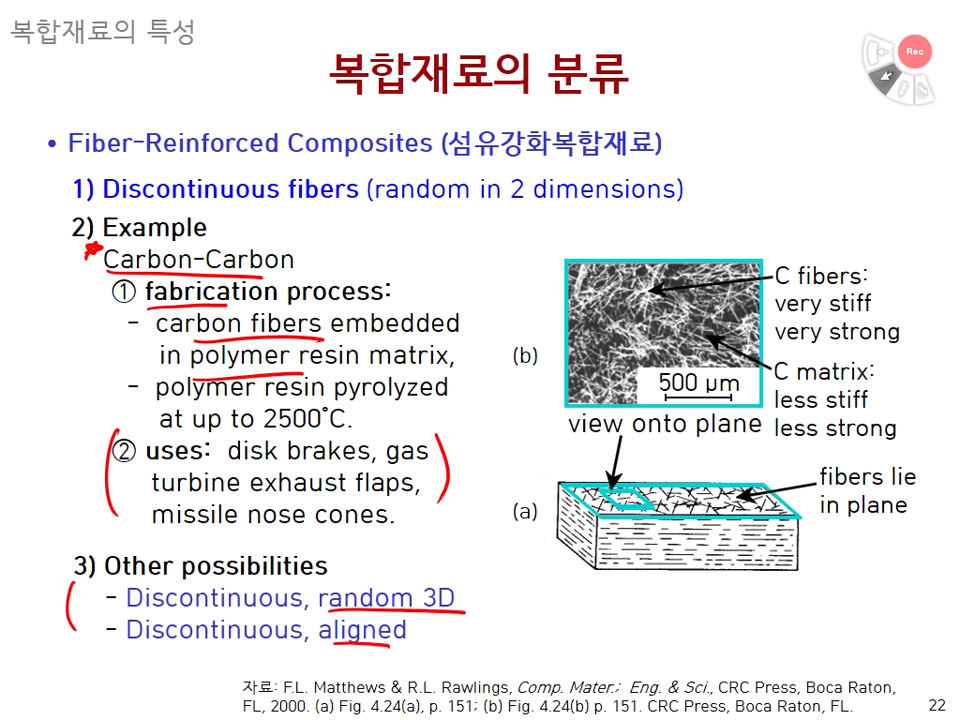 복합재료의 특성
Rec
복합재료의 분류
• Fiber-Reinforced Composites (섬유강화복합재료)
1) Discontinuous fibers (random in 2 dimensions)
2) Example
Carbon-Carbon
① fabrication process:
- carbon fibers embedded
in polymer resin matrix,
- polymer resin pyrolyzed
at up to 2500˚C.
② uses: disk brakes, gas
turbine exhaust flaps,
missile nose cones.
3) Other possibilities
- Discontinuous, random 3D
- Discontinuous, aligned
(b)
500 µm
C fibers:
very stiff
very strong
C matrix:
less stiff
less strong
view onto plane
(a)
fibers lie
in plane
자료: F.L. Matthews & R.L. Rawlings, Comp. Mater.; Eng. & Sci., CRC Press, Boca Raton,
FL, 2000. (a) Fig. 4.24(a), p. 151; (b) Fig. 4.24(b) p. 151. CRC Press, Boca Raton, FL.
22